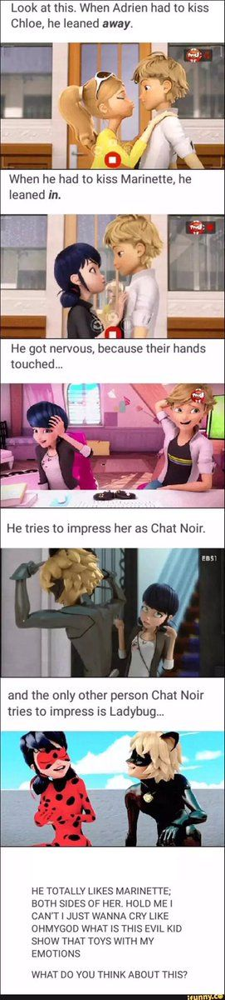 Look at this. When Adrien had to kiss
Chloe, he leaned away.
When he had to kiss Marinette, he
leaned in.
He got nervous, because their hands
touched...
He tries to impress her as Chat Noir.
EBS1
and the only other person Chat Noir
tries to impress is Ladybug...
HE TOTALLY LIKES MARINETTE;
BOTH SIDES OF HER. HOLD ME I
CAN'T I JUST WANNA CRY LIKE
OHMYGOD WHAT IS THIS EVIL KID
SHOW THAT TOYS WITH MY
EMOTIONS
WHAT DO YOU THINK ABOUT THIS?
ifunny.co